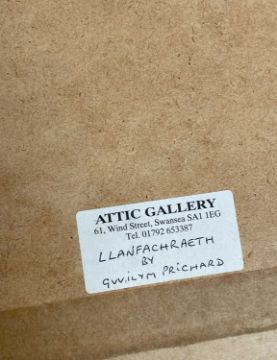 ATTIC GALLERY
61, Wind Street, Swansea SA1 1EG
Tel. 01792 653387
LLANFACHRAETH
BY
GWILYM PRICHARD